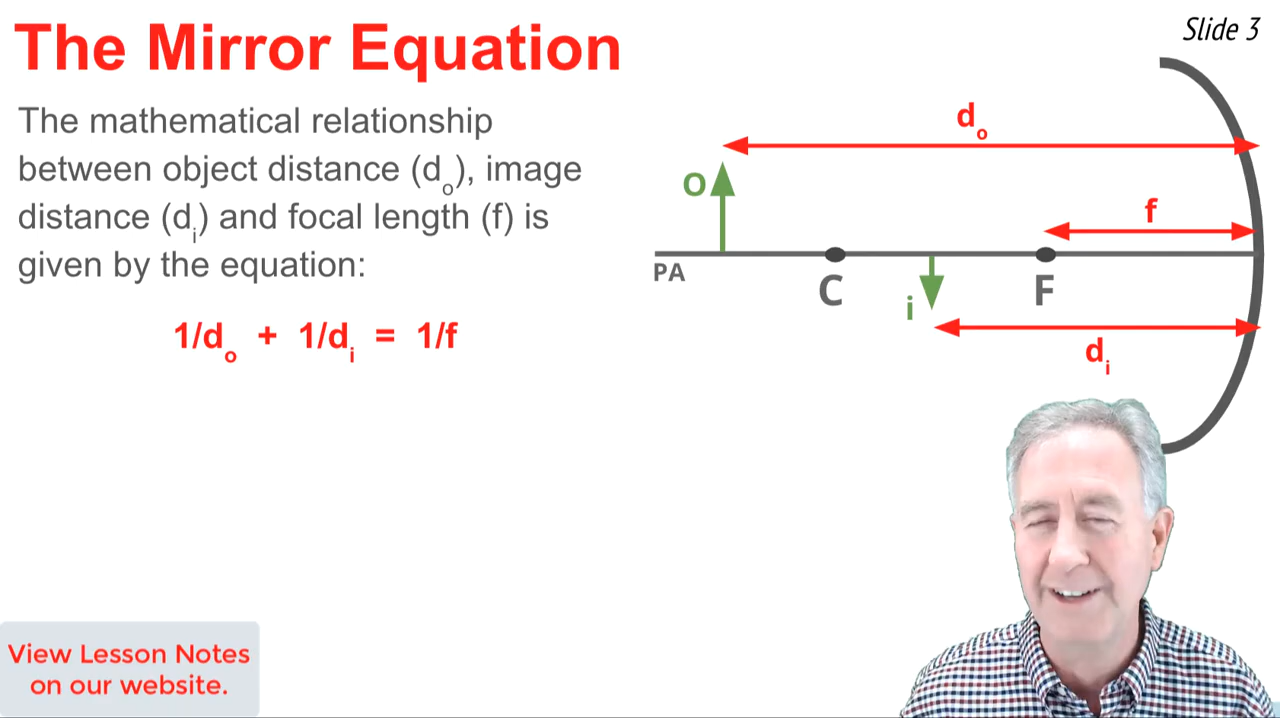 The Mirror Equation
Slide 3
The mathematical relationship
between object distance (dₒ), image
distance (dᵢ) and focal length (f) is
given by the equation:
1/dₒ + 1/dᵢ = 1/f
dₒ
O
f
PA
C
i
F
dᵢ
View Lesson Notes
on our website.